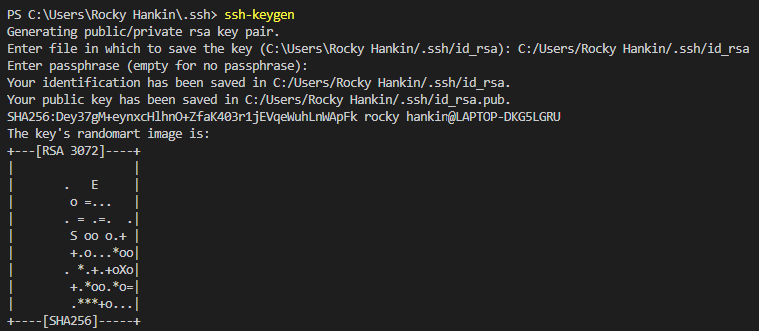 PS C:\Users\Rocky Hankin\.ssh> ssh-keygen
Generating public/private rsa key pair.
Enter file in which to save the key (C:\Users\Rocky Hankin/.ssh/id_rsa): C:/Users/Rocky Hankin/.ssh/id_rsa
Enter passphrase (empty for no passphrase):
Your identification has been saved in C:/Users/Rocky Hankin/.ssh/id_rsa.
Your public key has been saved in C:/Users/Rocky Hankin/.ssh/id_rsa.pub.
SHA256:Dey37gM+eynxcHlhnO+ZfaK403r1jEVqeWuhLnWApFk rocky hankin@LAPTOP-DKG5LGRU
The key's randomart image is:
+---[RSA 3072]----+
|                 |
|       .   E     |
|        o =...   |
|       . = .=.  .|
|        S oo o.+ |
|        +.o...*oo|
|       . *.+.+oXo|
|        +.*oo.*o=|
|        .***+o...|
+----[SHA256]-----+